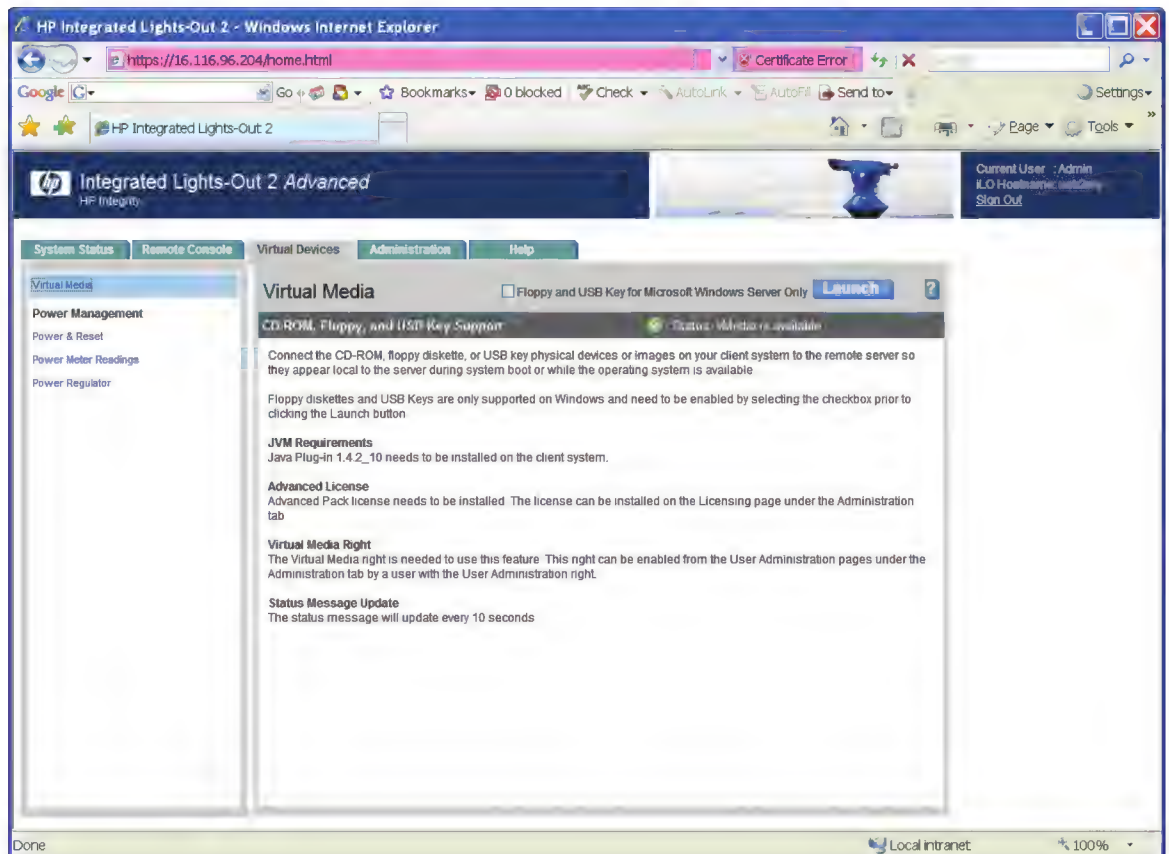 HP Integrated Lights-Out 2 - Windows Internet Explorer
https://16.116.96.204/home.html
Certificate Error
Google
G
Go
Bookmarks
0 blocked
Check
AutoLink
AutoFill
Send to
Settings
HP Integrated Lights-Out 2
Page
Tools
»
hp
Integrated Lights-Out 2 Advanced
HP Integrity
Current User : Admin
iLO Hostname:
Sign Out
System Status
Remote Console
Virtual Devices
Administration
Help
Virtual Media
Power Management
Power & Reset
Power Meter Readings
Power Regulator
Virtual Media
Floppy and USB Key for Microsoft Windows Server Only
Launch
?
CD-ROM, Floppy, and USB Key Support
Status : Media is available
Connect the CD-ROM, floppy diskette, or USB key physical devices or images on your client system to the remote server so
they appear local to the server during system boot or while the operating system is available
Floppy diskettes and USB Keys are only supported on Windows and need to be enabled by selecting the checkbox prior to
clicking the Launch button
JVM Requirements
Java Plug-in 1.4.2_10 needs to be installed on the client system.
Advanced License
Advanced Pack license needs to be installed The license can be installed on the Licensing page under the Administration
tab
Virtual Media Right
The Virtual Media right is needed to use this feature This right can be enabled from the User Administration pages under the
Administration tab by a user with the User Administration right.
Status Message Update
The status message will update every 10 seconds
Done
Local intranet
100%